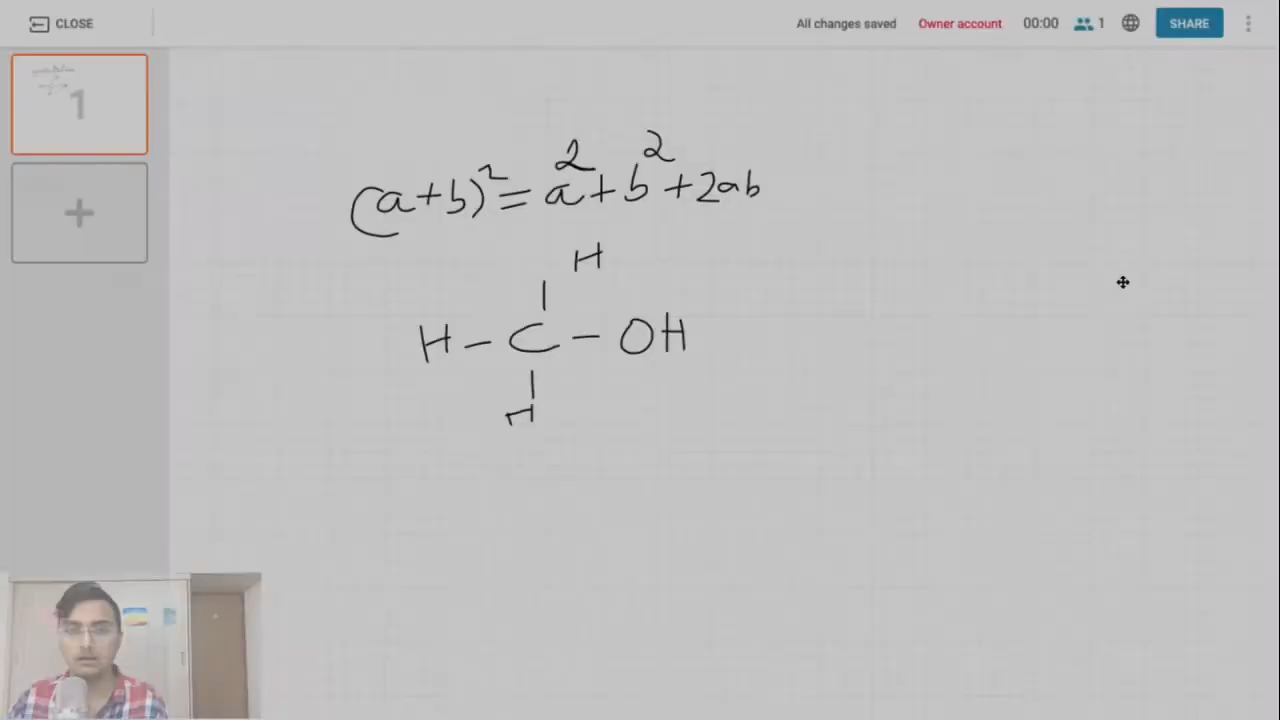 CLOSE All changes saved Owner account 00:00 1 SHARE
1
(a+b)²=a²+b²+2ab
H
H-C-OH
H